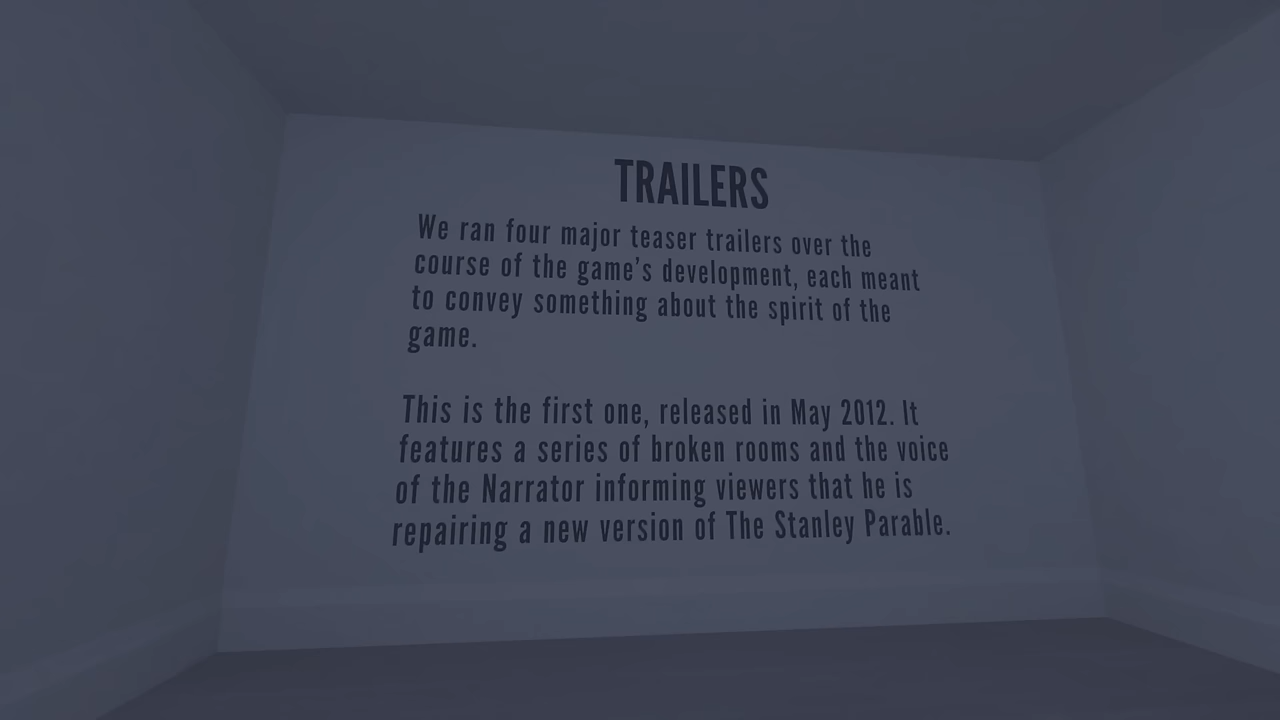 TRAILERS
We ran four major teaser trailers over the
course of the game’s development, each meant
to convey something about the spirit of the
game.
This is the first one, released in May 2012. It
features a series of broken rooms and the voice
of the Narrator informing viewers that he is
repairing a new version of The Stanley Parable.